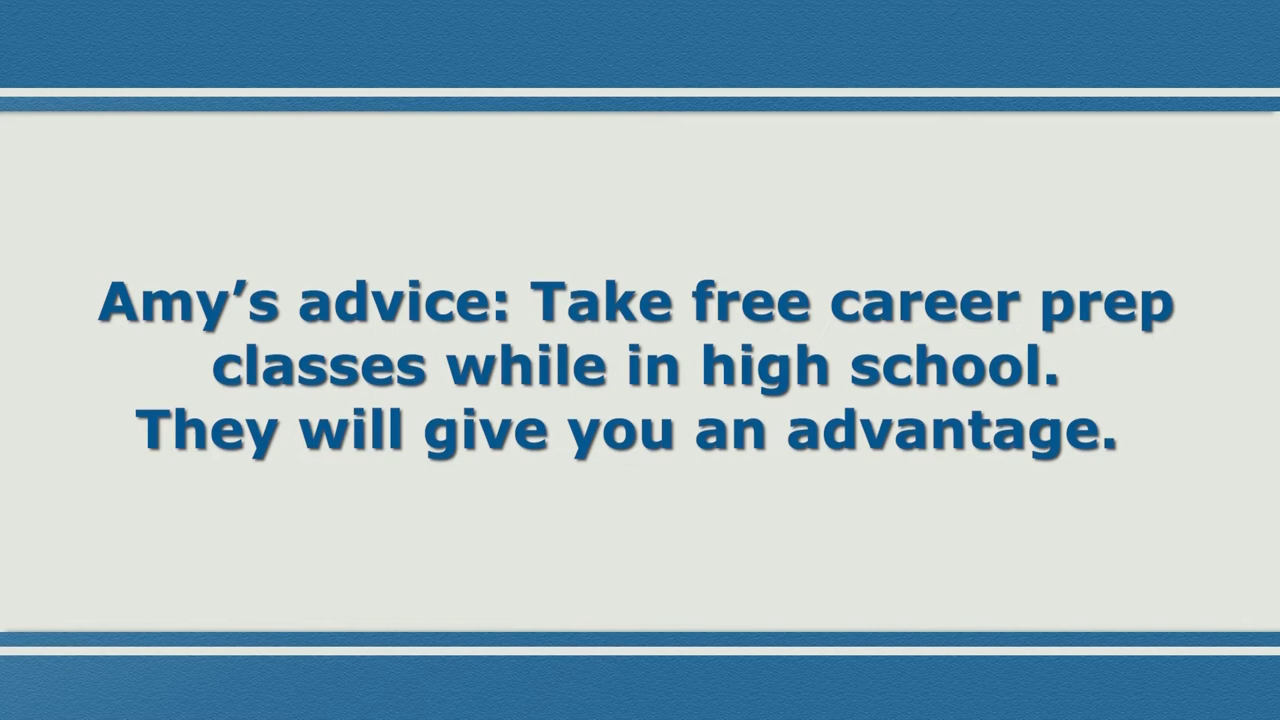 Amy’s advice: Take free career prep
classes while in high school.
They will give you an advantage.